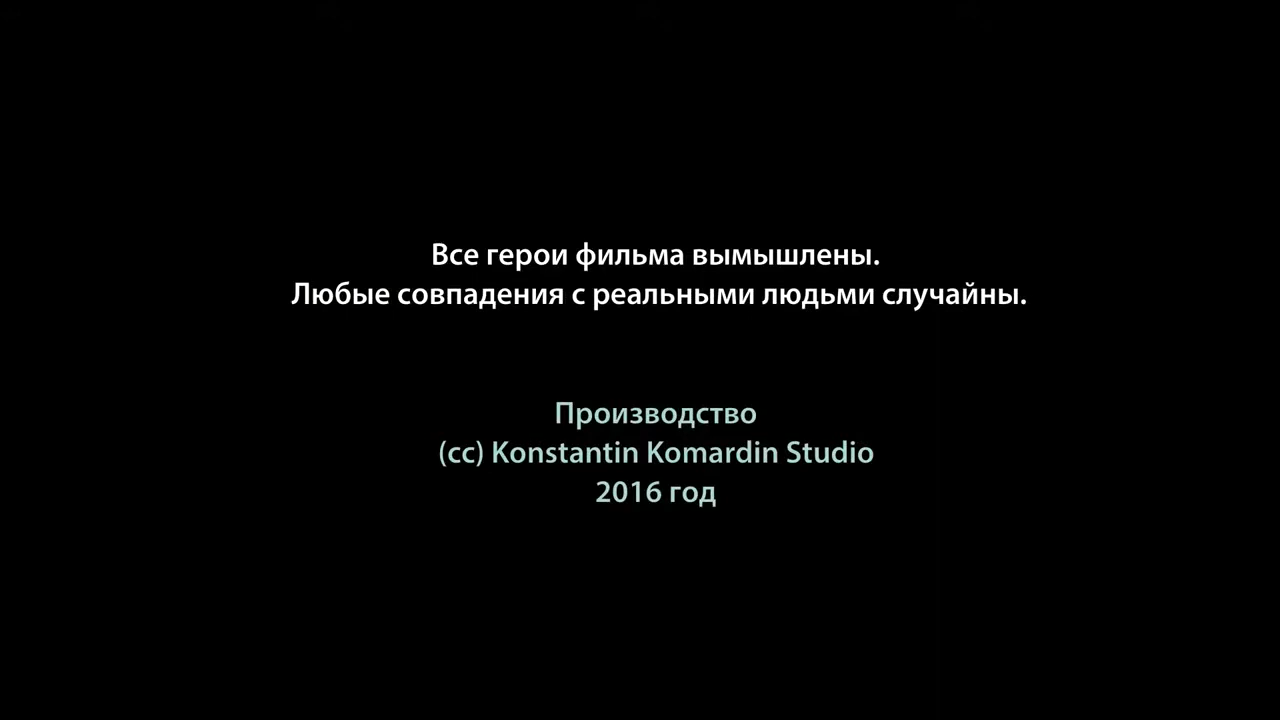 Все герои фильма вымышлены.
Любые совпадения с реальными людьми случайны.
Производство
(cc) Konstantin Komardin Studio
2016 год